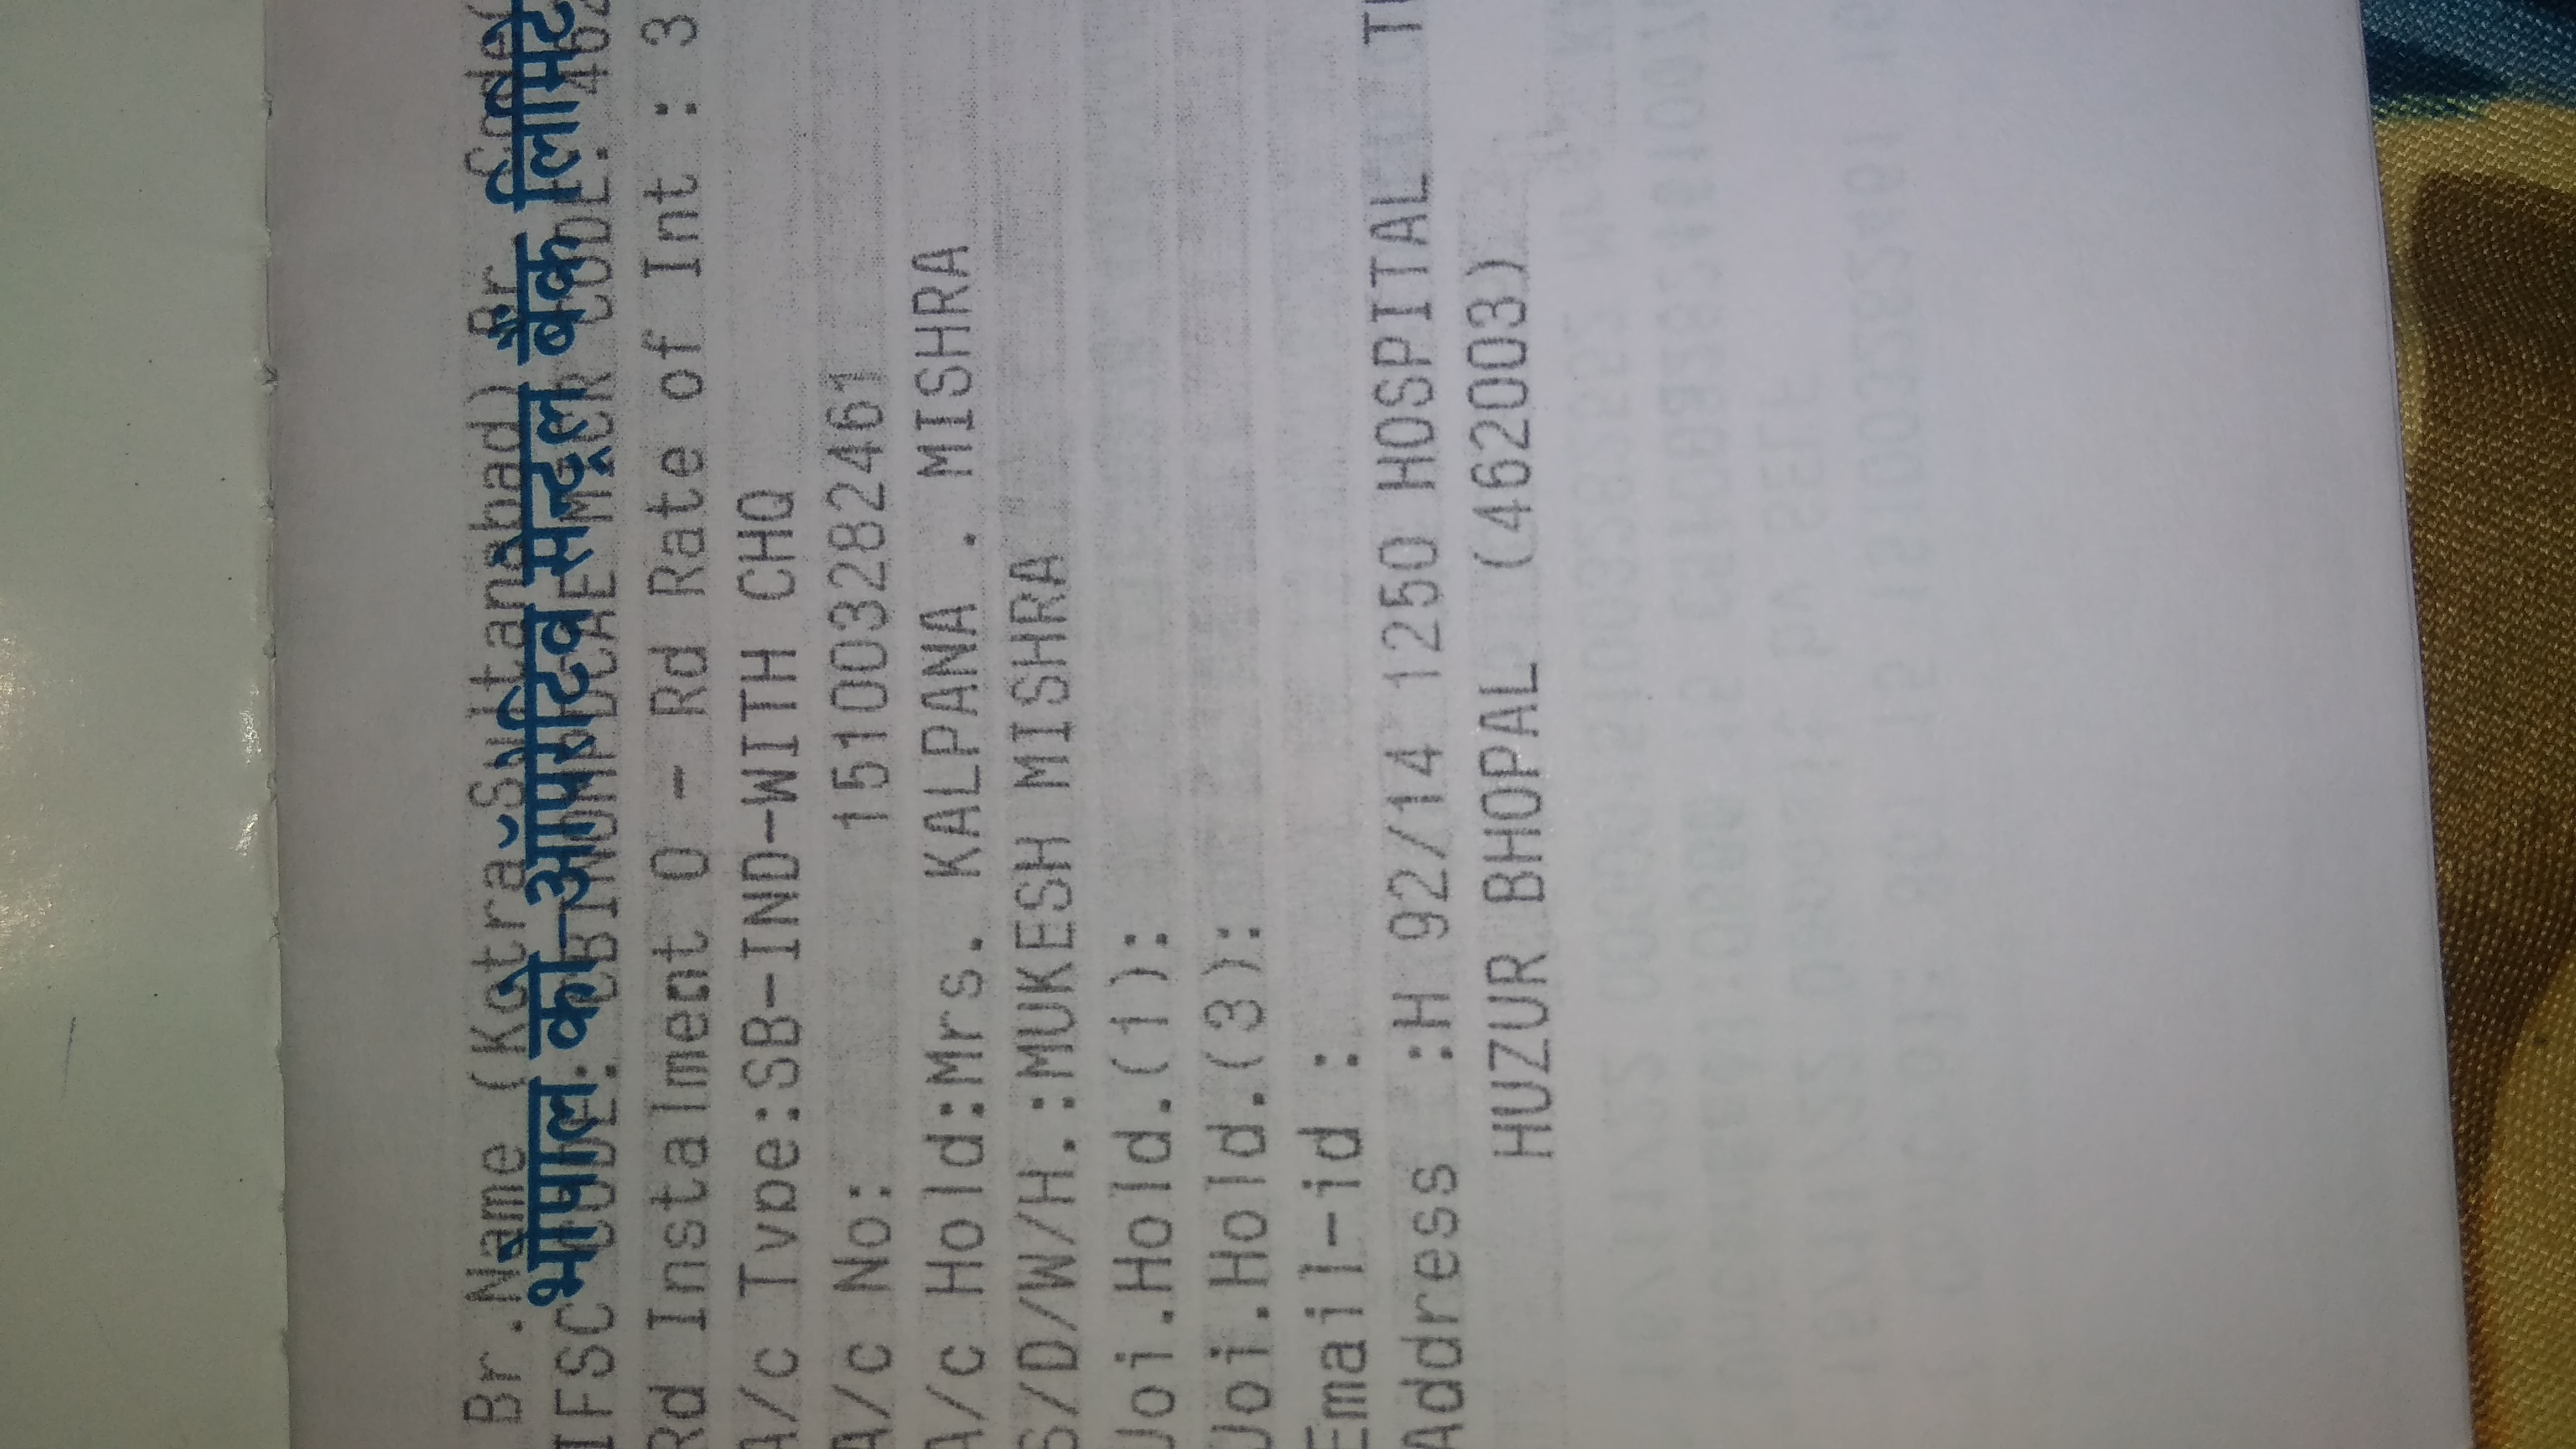 Br.Name (Kotra Sultanabad) Br Code(
भोपाल को-ऑपरेटिव सेन्ट्रल बैंक लिमिटे
IFSC CODE: MICR CODE: 462
Rd Instalment 0 - Rd Rate of Int : 3
A/c Type:SB-IND-WITH CHQ
A/c No: 151003282461
A/c Hold:Mrs. KALPANA . MISHRA
S/D/W/H.:MUKESH MISHRA
Joi.Hold.(1):
Joi.Hold.(3):
Email-id :
Address :H 92/14 1250 HOSPITAL
HUZUR BHOPAL (462003)